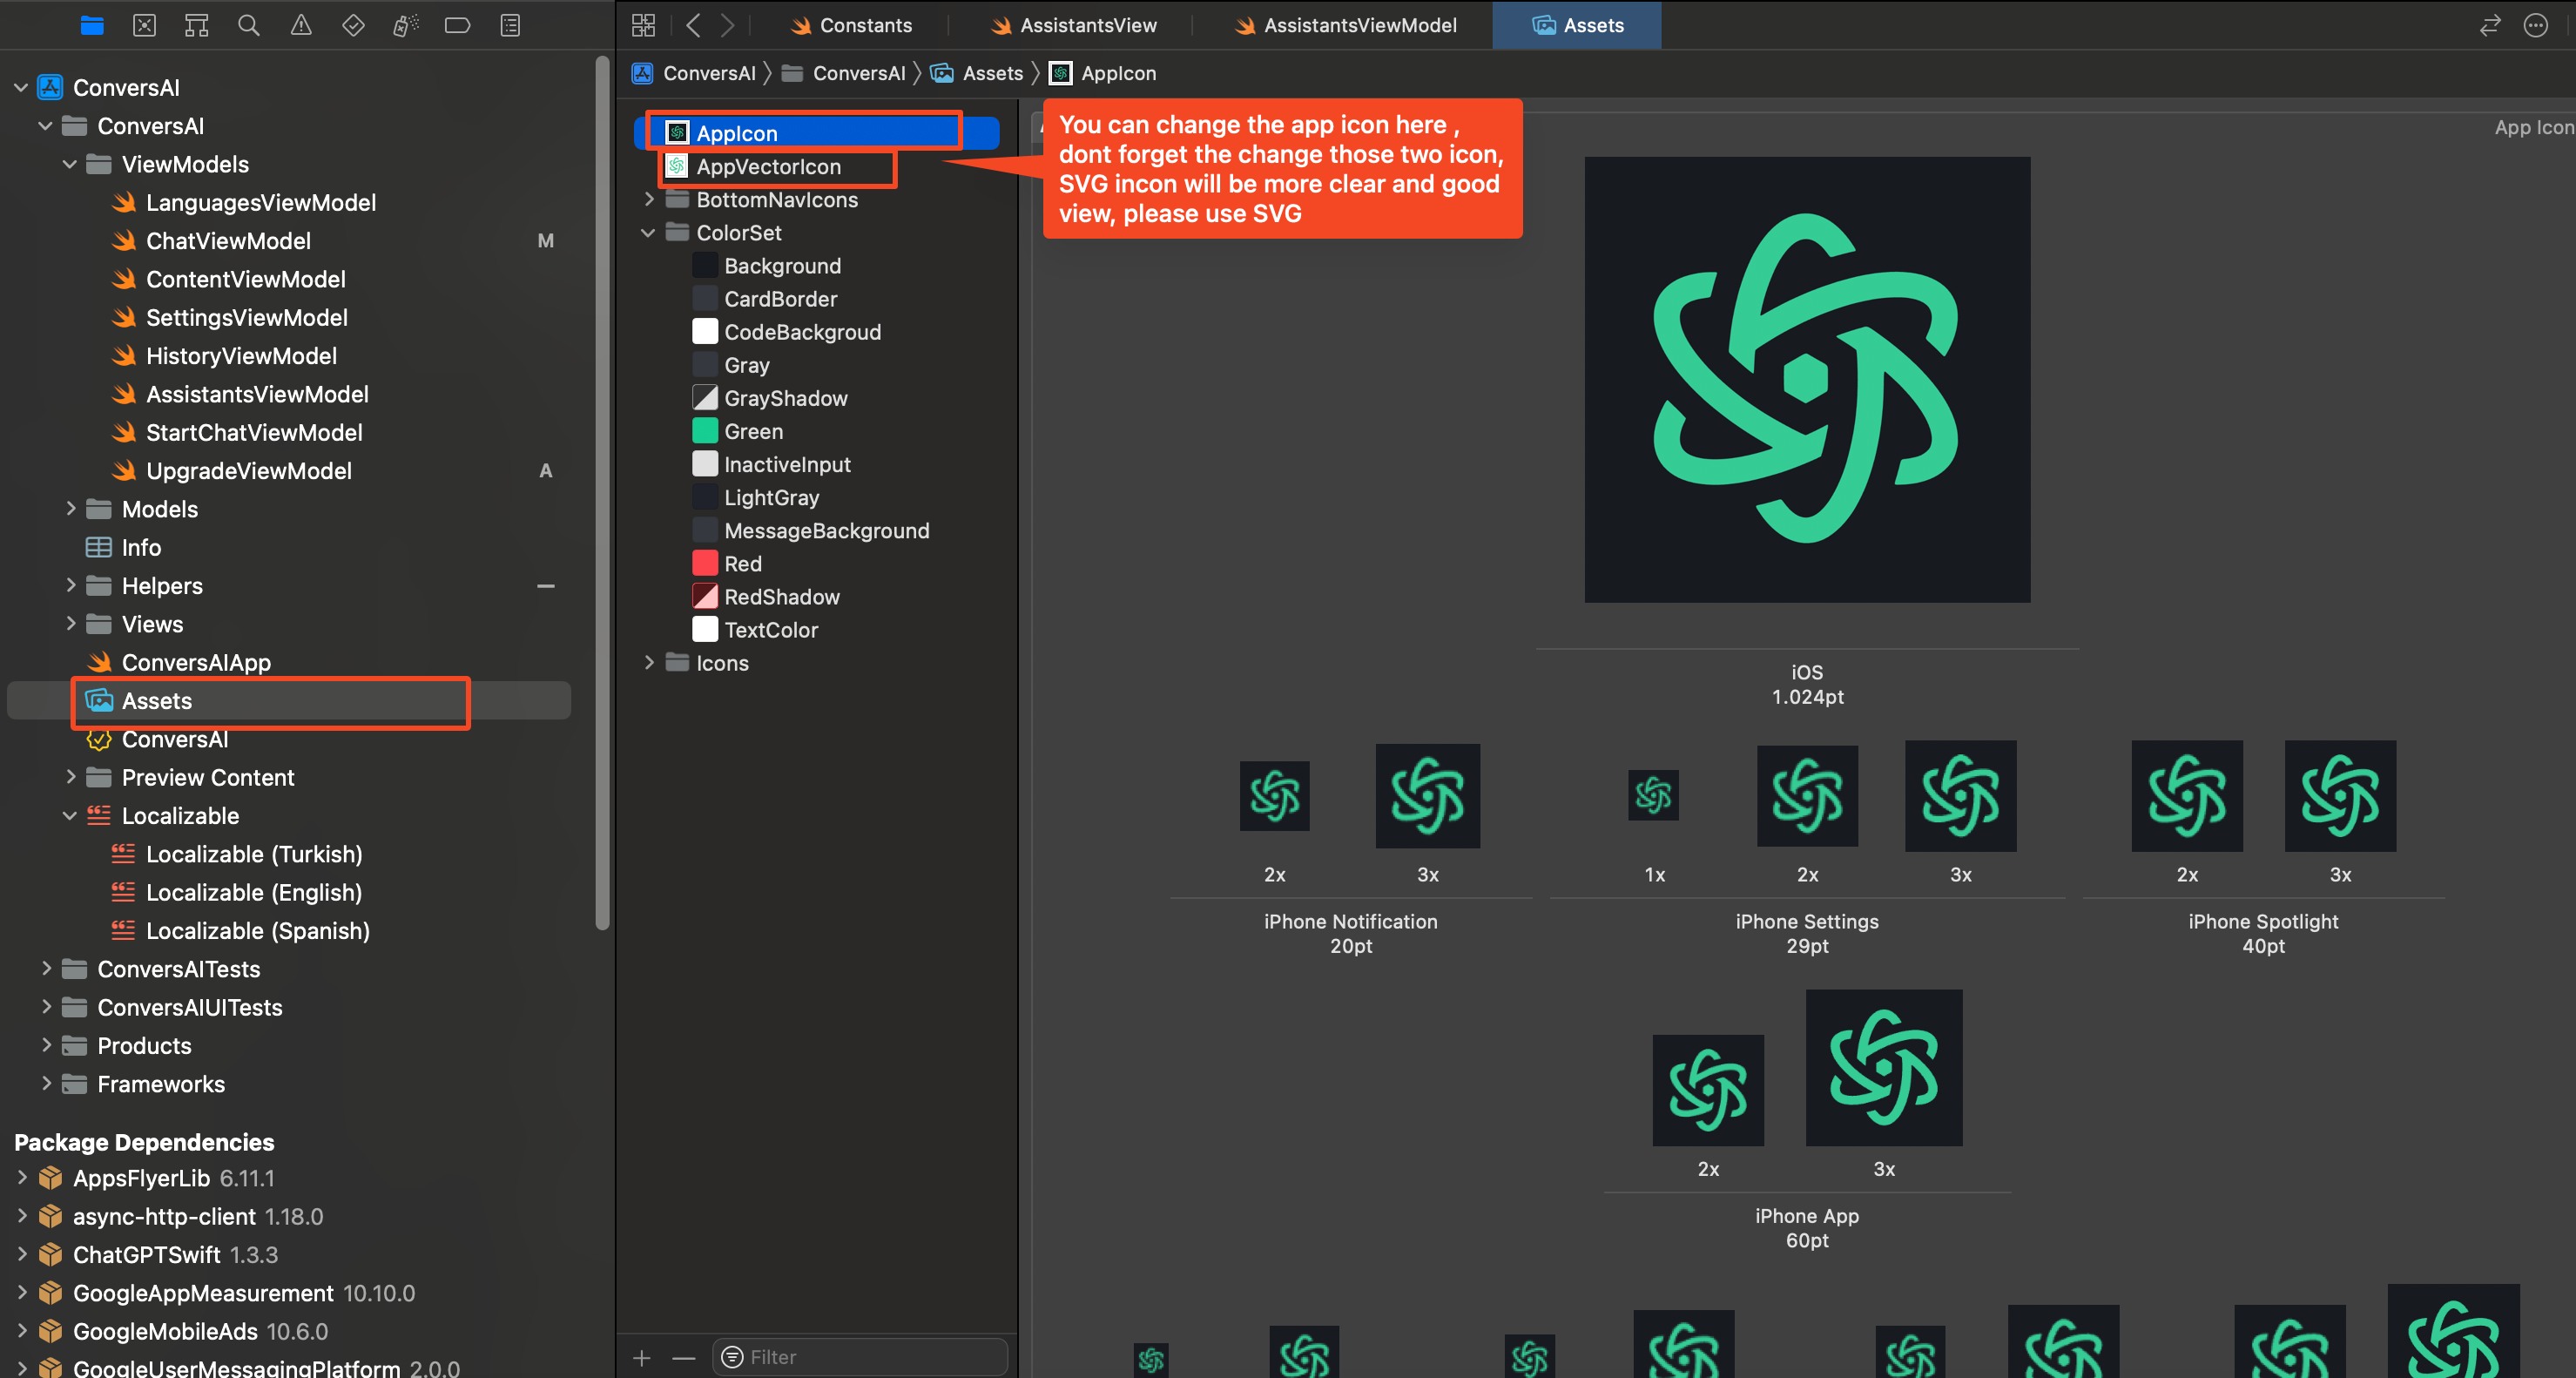 Constants
AssistantsView
AssistantsViewModel
Assets
ConversAI
ConversAI
Assets
AppIcon
ConversAI
ConversAI
ViewModels
LanguagesViewModel
ChatViewModel M
ContentViewModel
SettingsViewModel
HistoryViewModel
AssistantsViewModel
StartChatViewModel
UpgradeViewModel A
Models
Info
Helpers
Views
ConversAIApp
Assets
ConversAI
Preview Content
Localizable
Localizable (Turkish)
Localizable (English)
Localizable (Spanish)
ConversAITests
ConversAIUITests
Products
Frameworks
Package Dependencies
AppsFlyerLib 6.11.1
async-http-client 1.18.0
ChatGPTSwift 1.3.3
GoogleAppMeasurement 10.10.0
GoogleMobileAds 10.6.0
GoogleUserMessagingPlatform 2.0.0
AppIcon
AppVectorIcon
BottomNavIcons
ColorSet
Background
CardBorder
CodeBackgroud
Gray
GrayShadow
Green
InactiveInput
LightGray
MessageBackground
Red
RedShadow
TextColor
Icons
Filter
You can change the app icon here ,
dont forget the change those two icon,
SVG incon will be more clear and good
view, please use SVG
App Icon
iOS
1.024pt
2x
3x
iPhone Notification
20pt
1x
2x
3x
iPhone Settings
29pt
2x
3x
iPhone Spotlight
40pt
2x
3x
iPhone App
60pt